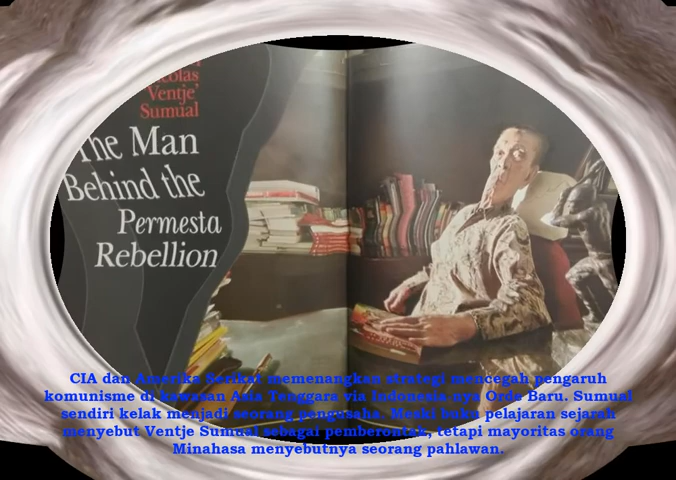 Ventje'
Sumual
The Man
Behind the
Permesta
Rebellion
CIA dan Amerika Serikat memenangkan strategi mencegah pengaruh
komunisme di kawasan Asia Tenggara via Indonesia-nya Orde Baru. Sumual
sendiri kelak menjadi seorang pengusaha. Meski buku pelajaran sejarah
menyebut Ventje Sumual sebagai pemberontak, tetapi mayoritas orang
Minahasa menyebutnya seorang pahlawan.